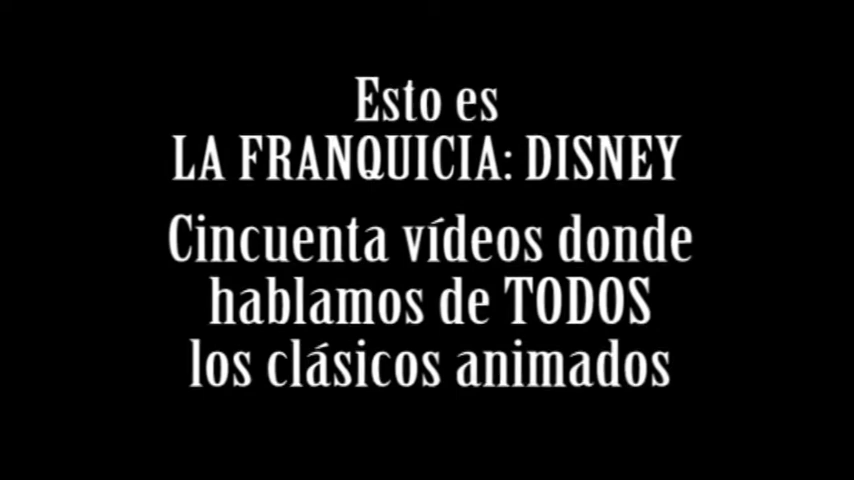 Esto es
LA FRANQUICIA: DISNEY
Cincuenta vídeos donde
hablamos de TODOS
los clásicos animados